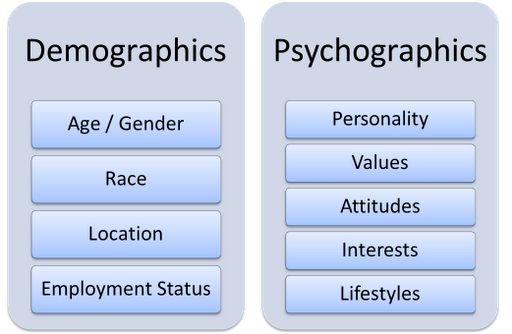 Demographics
Age / Gender
Race
Location
Employment Status
Psychographics
Personality
Values
Attitudes
Interests
Lifestyles